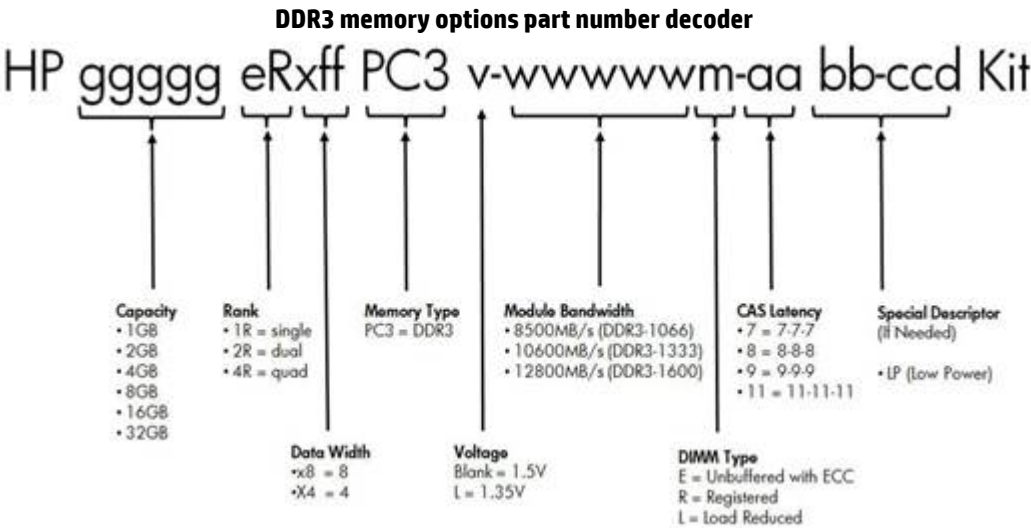 DDR3 memory options part number decoder
HP ggggg eRxff PC3 v-wwwwwm-aa bb-ccd Kit
Capacity
• 1GB
• 2GB
• 4GB
• 8GB
• 16GB
• 32GB
Rank
• 1R = single
• 2R = dual
• 4R = quad
Memory Type
PC3 = DDR3
Module Bandwidth
• 8500MB/s (DDR3-1066)
• 10600MB/s (DDR3-1333)
• 12800MB/s (DDR3-1600)
CAS Latency
• 7 = 7-7-7
• 8 = 8-8-8
• 9 = 9-9-9
• 11 = 11-11-11
Special Descriptor
(If Needed)
• LP (Low Power)
Data Width
•x8 = 8
•X4 = 4
Voltage
Blank = 1.5V
L = 1.35V
DIMM Type
E = Unbuffered with ECC
R = Registered
L = Load Reduced